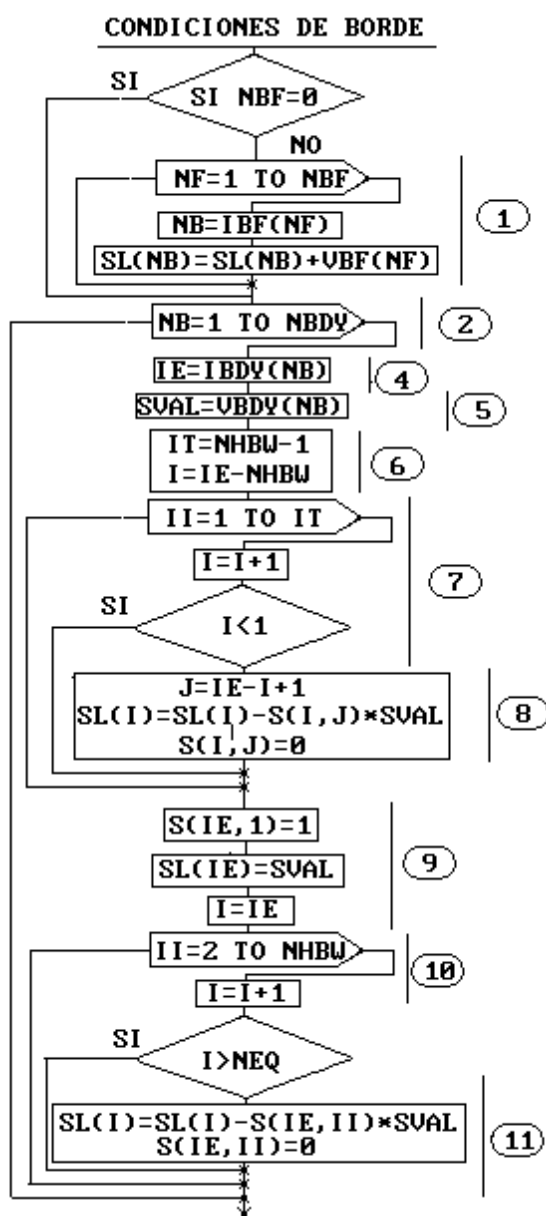 CONDICIONES DE BORDE
SI
SI NBF=0
NO
NF=1 TO NBF
NB=IBF(NF)
1
SL(NB)=SL(NB)+VBF(NF)
NB=1 TO NBDY
2
IE=IBDY(NB)
4
SVAL=VBDY(NB)
5
IT=NHBW-1
I=IE-NHBW
6
II=1 TO IT
I=I+1
7
SI
I<1
J=IE-I+1
SL(I)=SL(I)-S(I,J)*SVAL
8
S(I,J)=0
S(IE,1)=1
SL(IE)=SVAL
9
I=IE
II=2 TO NHBW
10
I=I+1
SI
I>NEQ
SL(I)=SL(I)-S(IE,II)*SVAL
S(IE,II)=0
11